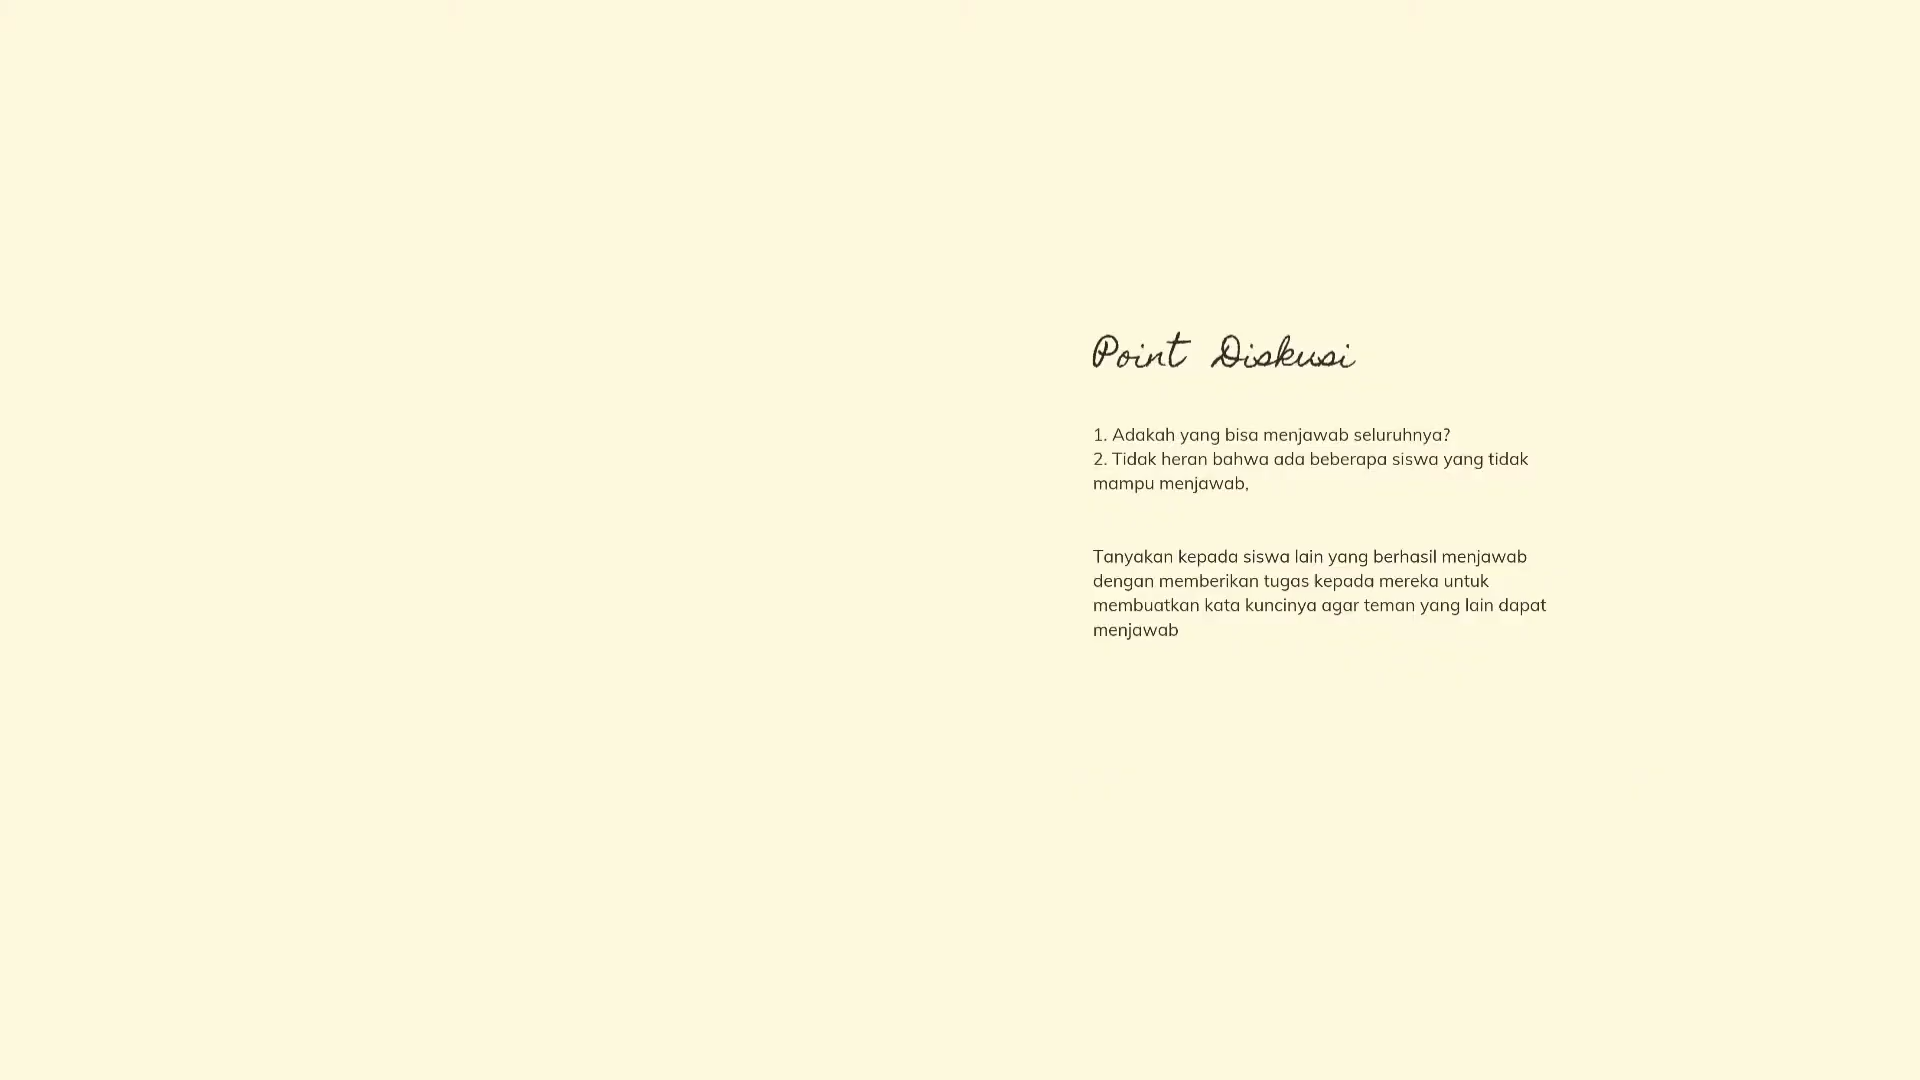 Point Diskusi
1. Adakah yang bisa menjawab seluruhnya?
2. Tidak heran bahwa ada beberapa siswa yang tidak
mampu menjawab,
Tanyakan kepada siswa lain yang berhasil menjawab
dengan memberikan tugas kepada mereka untuk
membuatkan kata kuncinya agar teman yang lain dapat
menjawab